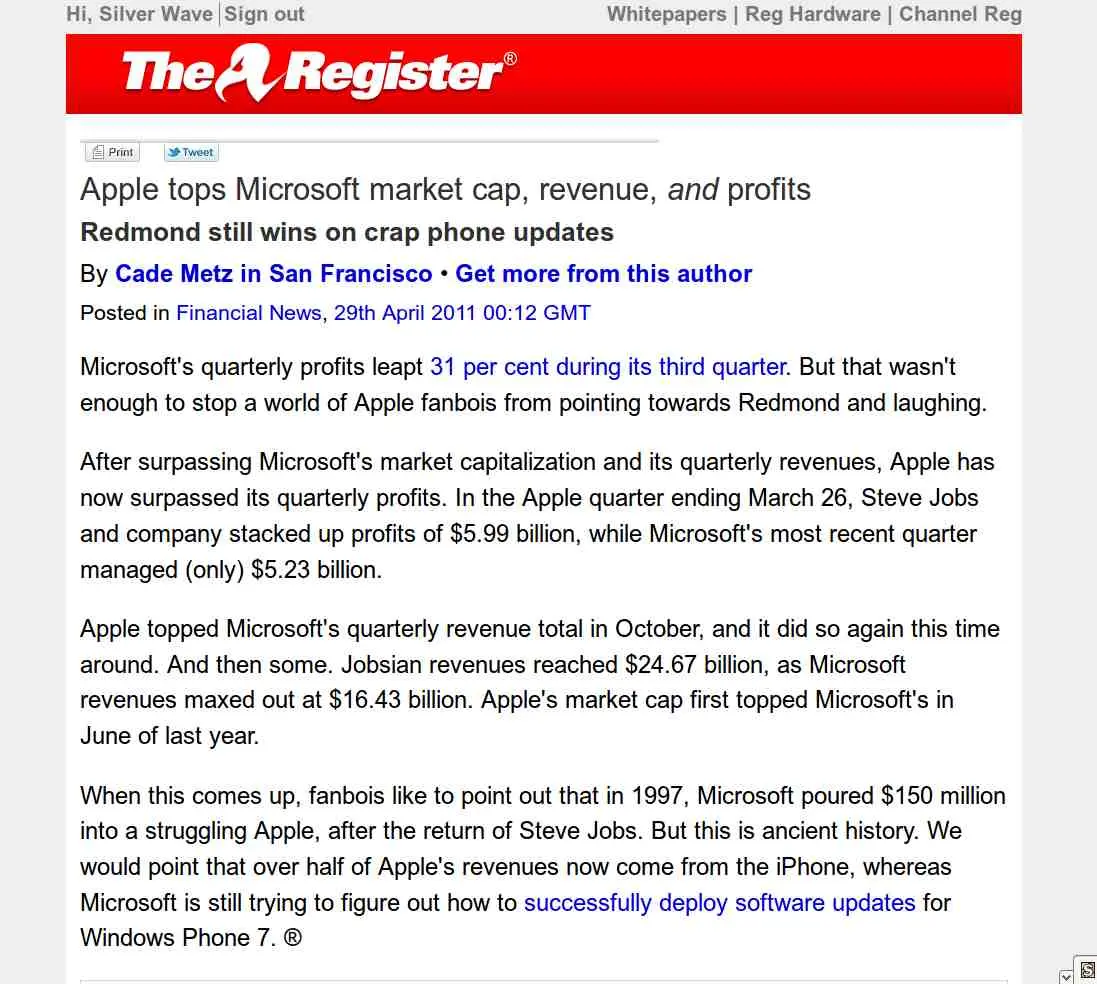 Hi, Silver Wave | Sign out
Whitepapers | Reg Hardware | Channel Reg
The Register®
Print
Tweet
Apple tops Microsoft market cap, revenue, and profits
Redmond still wins on crap phone updates
By Cade Metz in San Francisco • Get more from this author
Posted in Financial News, 29th April 2011 00:12 GMT
Microsoft's quarterly profits leapt 31 per cent during its third quarter. But that wasn't
enough to stop a world of Apple fanbois from pointing towards Redmond and laughing.
After surpassing Microsoft's market capitalization and its quarterly revenues, Apple has
now surpassed its quarterly profits. In the Apple quarter ending March 26, Steve Jobs
and company stacked up profits of $5.99 billion, while Microsoft's most recent quarter
managed (only) $5.23 billion.
Apple topped Microsoft's quarterly revenue total in October, and it did so again this time
around. And then some. Jobsian revenues reached $24.67 billion, as Microsoft
revenues maxed out at $16.43 billion. Apple's market cap first topped Microsoft's in
June of last year.
When this comes up, fanbois like to point out that in 1997, Microsoft poured $150 million
into a struggling Apple, after the return of Steve Jobs. But this is ancient history. We
would point that over half of Apple's revenues now come from the iPhone, whereas
Microsoft is still trying to figure out how to successfully deploy software updates for
Windows Phone 7. ®
S